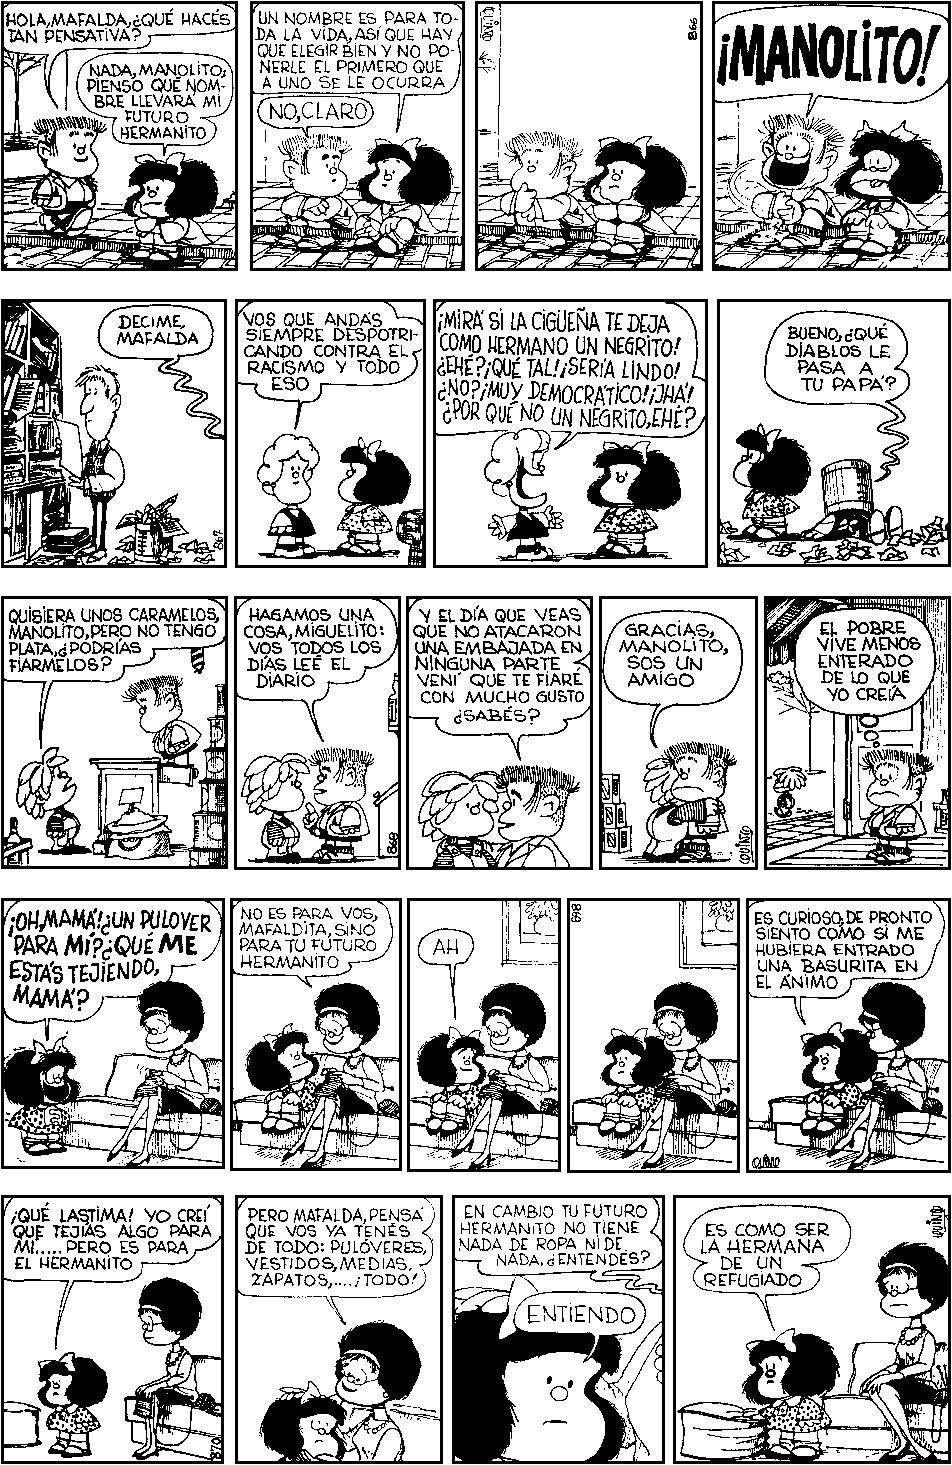 HOLA, MAFALDA, ¿QUÉ HACÉS
TAN PENSATIVA?
NADA, MANOLITO;
PIENSO QUÉ NOM-
BRE LLEVARÁ MI
FUTURO
HERMANITO
UN NOMBRE ES PARA TO-
DA LA VIDA, ASÍ QUE HAY
QUE ELEGIR BIEN Y NO PO-
NERLE EL PRIMERO QUE
A UNO SE LE OCURRA
NO, CLARO
QUINO
866
¡MANOLITO!
DECIME,
MAFALDA
867
VOS QUE ANDÁS
SIEMPRE DESPOTRI-
CANDO CONTRA EL
RACISMO Y TODO
ESO
¡MIRÁ SI LA CIGÜEÑA TE DEJA
COMO HERMANO UN NEGRITO!
¿EHÉ? ¡QUÉ TAL! ¡SERÍA LINDO!
¿NO? ¡MUY DEMOCRÁTICO! ¡JHÁ!
¿POR QUÉ NO UN NEGRITO, EHÉ?
BUENO, ¿QUÉ
DIABLOS LE
PASA A
TU PAPÁ?
QUISIERA UNOS CARAMELOS,
MANOLITO, PERO NO TENGO
PLATA, ¿PODRÍAS
FIARMELOS?
HAGAMOS UNA
COSA, MIGUELITO:
VOS TODOS LOS
DÍAS LEÉ EL
DIARIO
868
Y EL DÍA QUE VEAS
QUE NO ATACARON
UNA EMBAJADA EN
NINGUNA PARTE
VENÍ QUE TE FIARÉ
CON MUCHO GUSTO
¿SABÉS?
GRACIAS,
MANOLITO,
SOS UN
AMIGO
QUINO
EL POBRE
VIVE MENOS
ENTERADO
DE LO QUE
YO CREÍA
¡OH, MAMÁ! ¿UN PULOVER
PARA MÍ? ¿QUÉ ME
ESTÁS TEJIENDO,
MAMÁ?
NO ES PARA VOS,
MAFALDITA, SINO
PARA TU FUTURO
HERMANITO
AH
ES CURIOSO, DE PRONTO
SIENTO COMO SI ME
HUBIERA ENTRADO
UNA BASURITA EN
EL ÁNIMO
QUINO
¡QUÉ LASTIMA! YO CREÍ
QUE TEJÍAS ALGO PARA
MÍ..... PERO ES PARA
EL HERMANITO
870
PERO MAFALDA, PENSÁ
QUE VOS YA TENÉS
DE TODO: PULÓVERES,
VESTIDOS, MEDIAS,
ZAPATOS,....¡TODO!
EN CAMBIO TU FUTURO
HERMANITO NO TIENE
NADA DE ROPA NI DE
NADA. ¿ENTENDES?
ENTIENDO
ES COMO SER
LA HERMANA
DE UN
REFUGIADO
QUINO